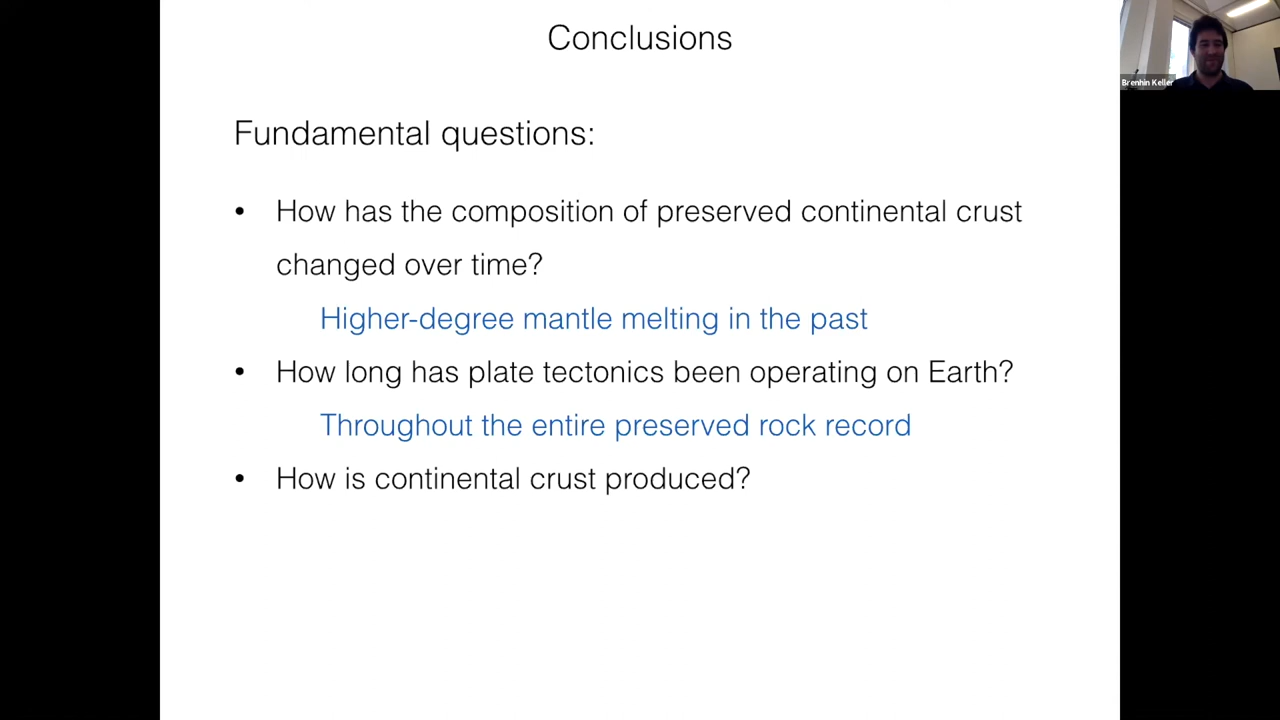 Conclusions
Brenhin Keller
Fundamental questions:
• How has the composition of preserved continental crust
changed over time?
Higher-degree mantle melting in the past
• How long has plate tectonics been operating on Earth?
Throughout the entire preserved rock record
• How is continental crust produced?